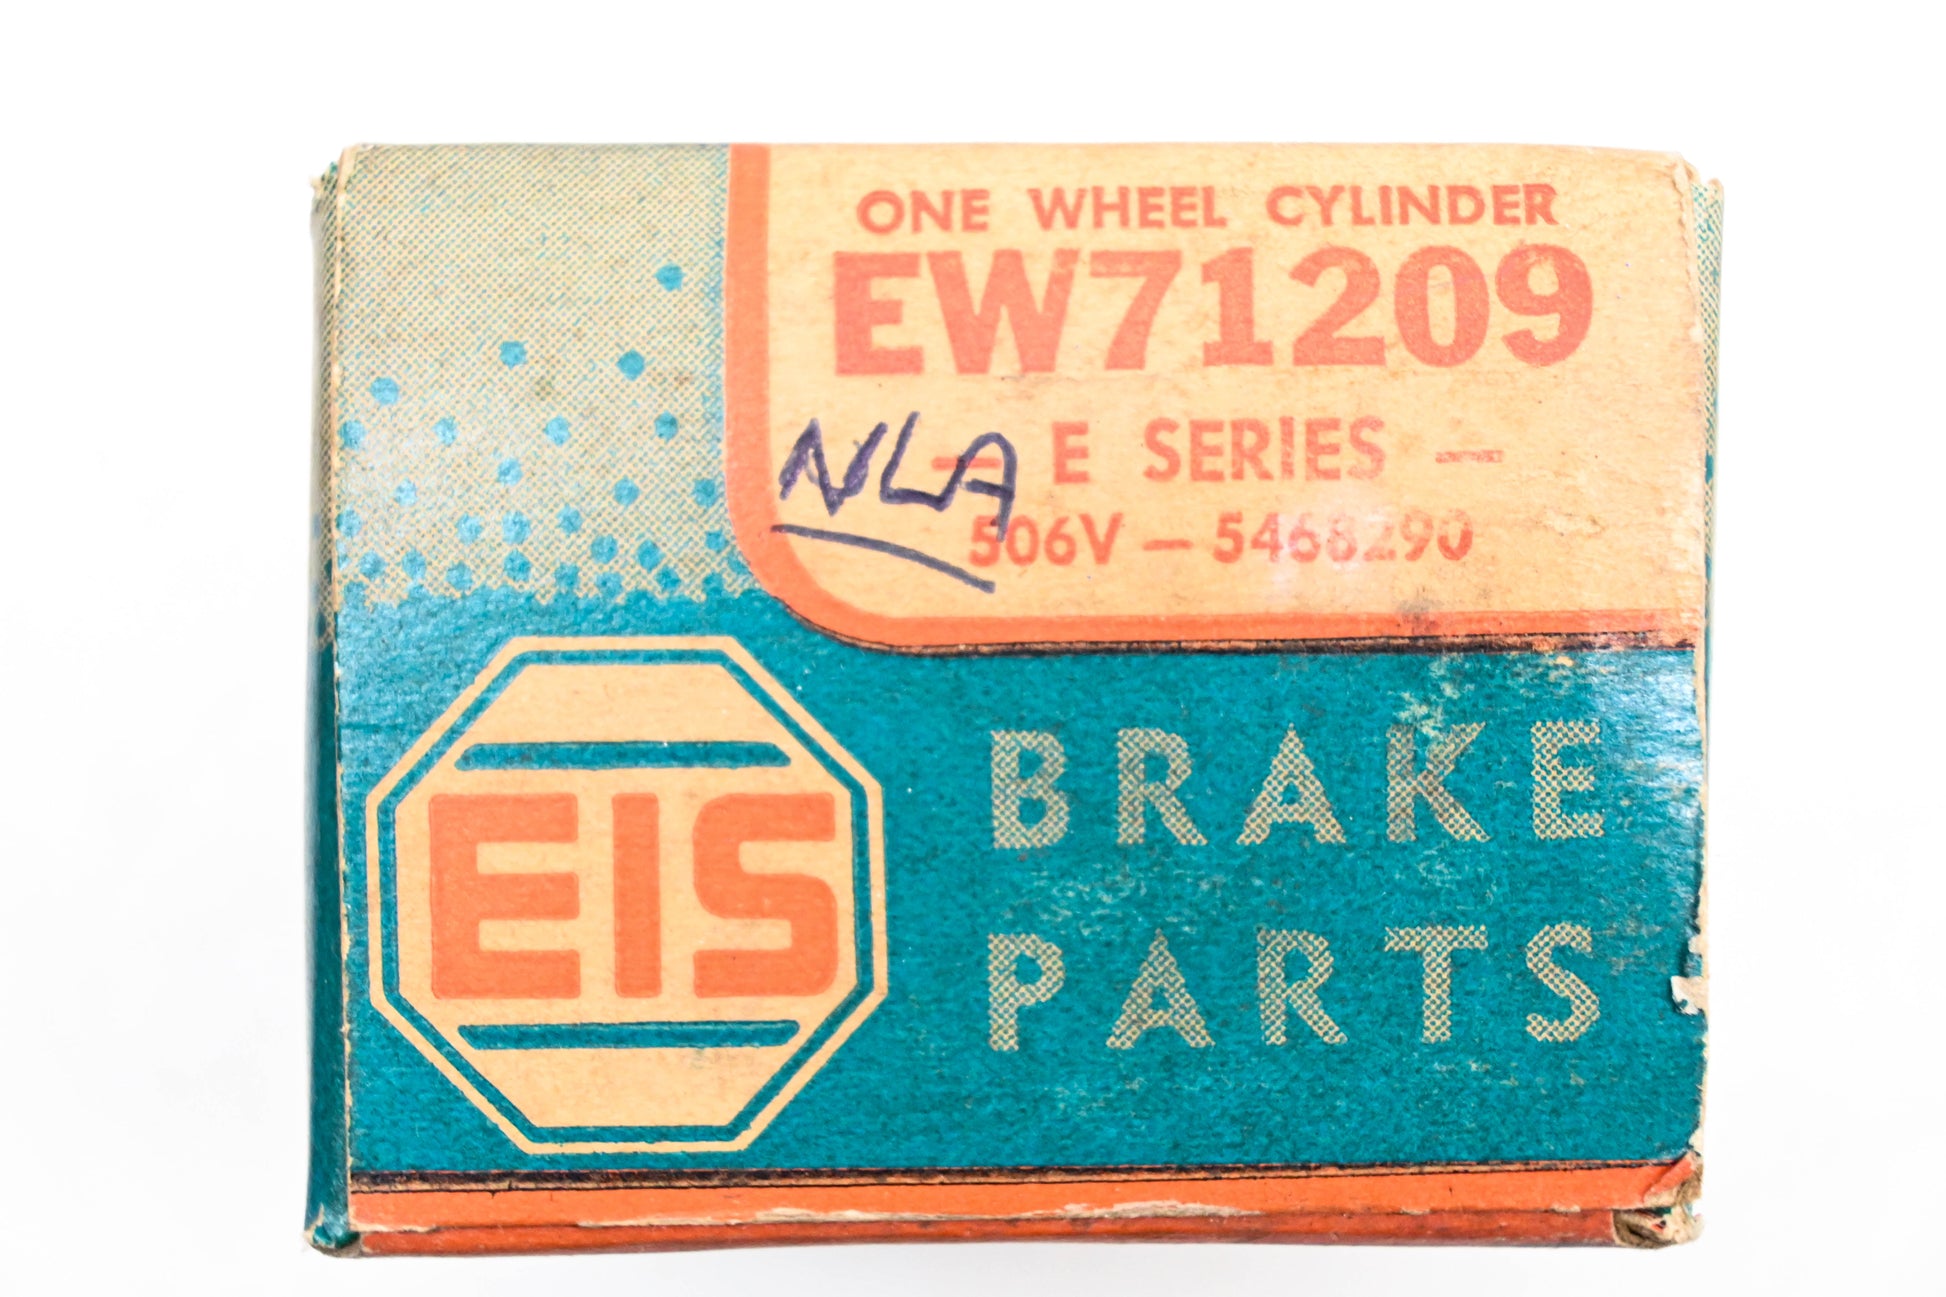 ONE WHEEL CYLINDER
EW71209
— E SERIES —
NLA
506V — 5468290
EIS
BRAKE
PARTS